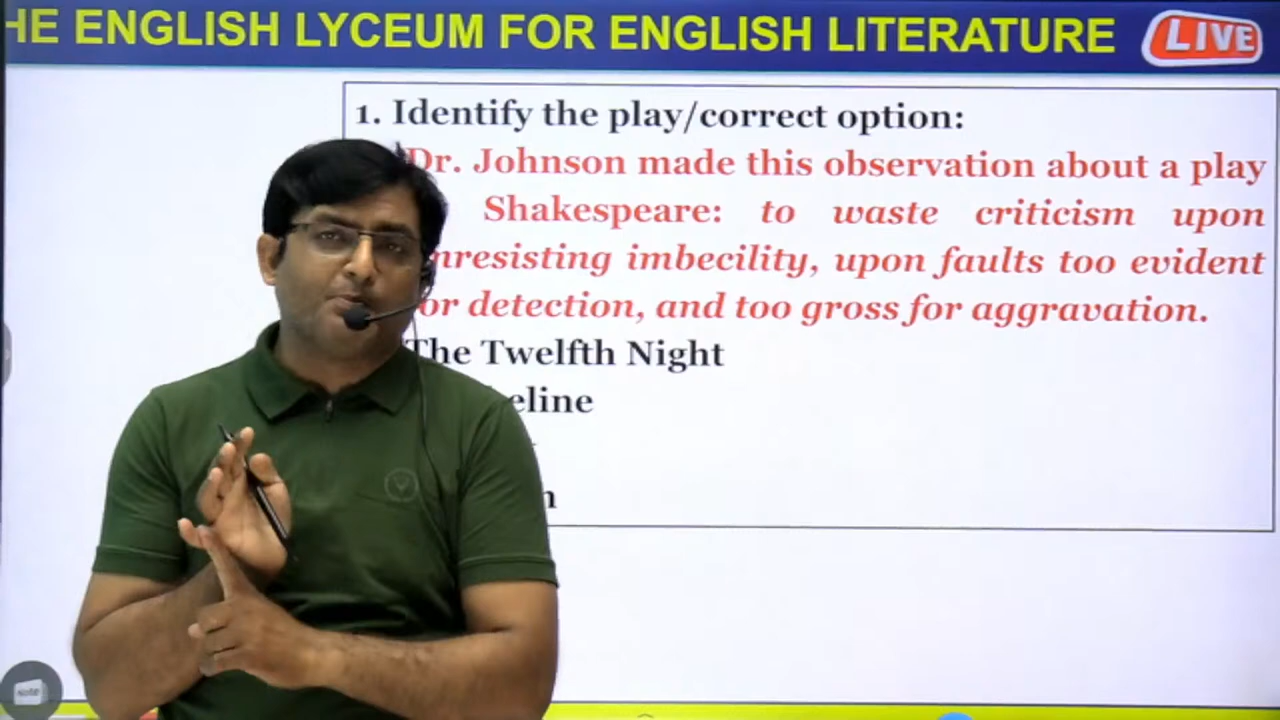 HE ENGLISH LYCEUM FOR ENGLISH LITERATURE LIVE
1. Identify the play/correct option:
Dr. Johnson made this observation about a play
Shakespeare: to waste criticism upon
nresisting imbecility, upon faults too evident
or detection, and too gross for aggravation.
The Twelfth Night
eline
n